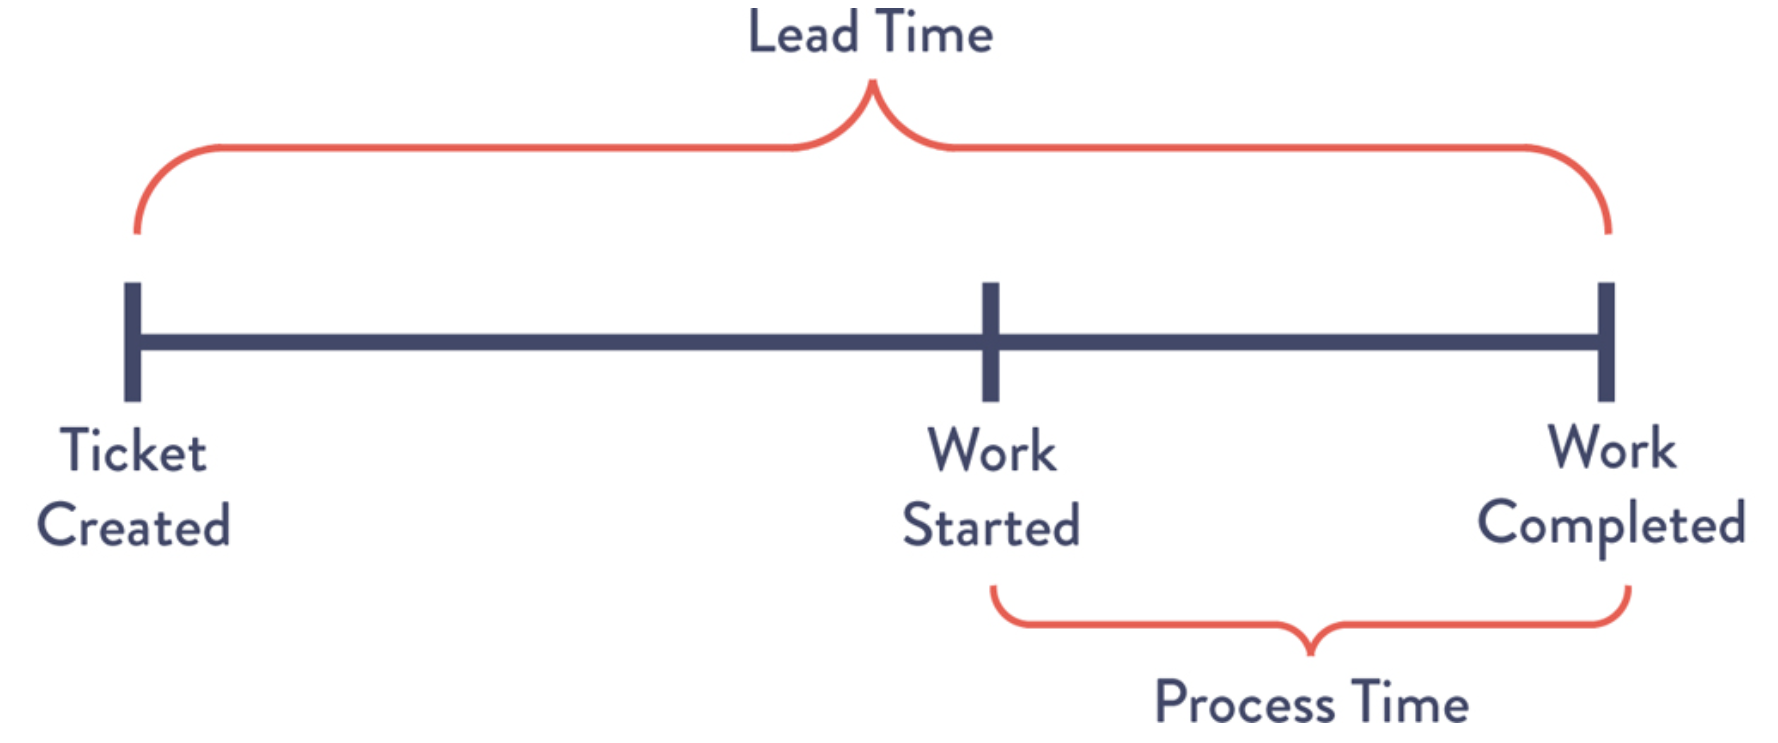 Lead Time
Ticket
Created
Work
Started
Work
Completed
Process Time